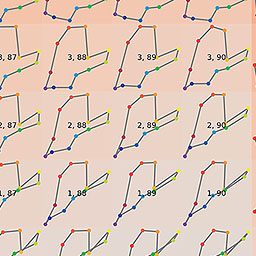 3, 87 3, 88 3, 89 3, 90
2, 87 2, 88 2, 89 2, 90
1, 87 1, 88 1, 89 1, 90